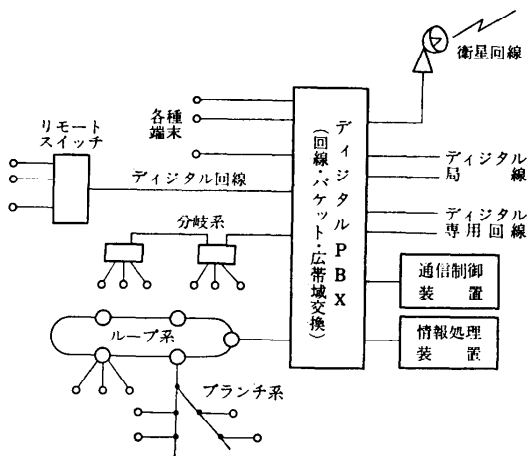 衛星回線
各種
端末
リモート
スイッチ
ディジタル回線
ディジタルPBX
(回線・パケット・広帯域交換)
ディジタル
局線
ディジタル
専用回線
分岐系
通信制御
装置
情報処理
装置
ループ系
ブランチ系